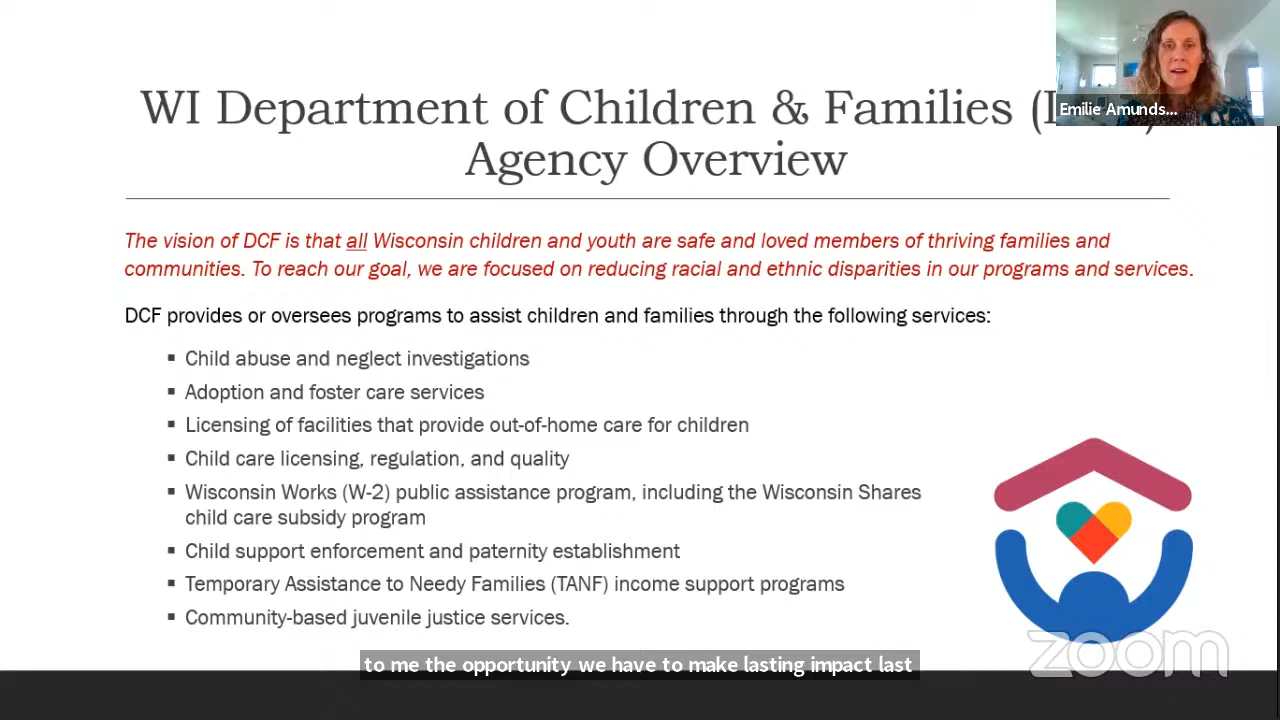 WI Department of Children & Families (
Agency Overview
Emilie Amunds...
The vision of DCF is that all Wisconsin children and youth are safe and loved members of thriving families and
communities. To reach our goal, we are focused on reducing racial and ethnic disparities in our programs and services.
DCF provides or oversees programs to assist children and families through the following services:
▪ Child abuse and neglect investigations
▪ Adoption and foster care services
▪ Licensing of facilities that provide out-of-home care for children
▪ Child care licensing, regulation, and quality
▪ Wisconsin Works (W-2) public assistance program, including the Wisconsin Shares
child care subsidy program
▪ Child support enforcement and paternity establishment
▪ Temporary Assistance to Needy Families (TANF) income support programs
▪ Community-based juvenile justice services.
zoom
to me the opportunity we have to make lasting impact last